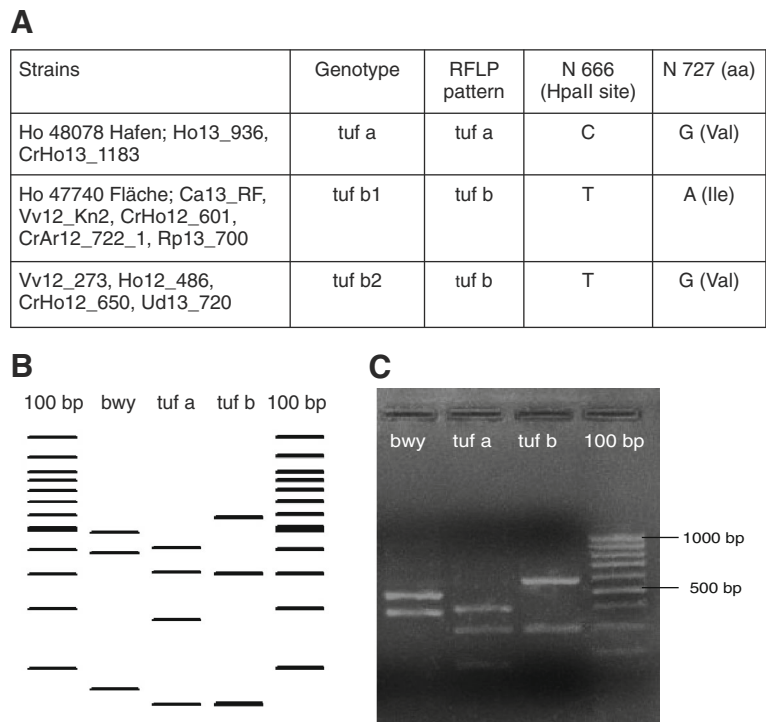 A
Strains Genotype RFLP pattern N 666 (HpaII site) N 727 (aa)
Ho 48078 Hafen; Ho13_936, CrHo13_1183 tuf a tuf a C G (Val)
Ho 47740 Fläche; Ca13_RF, Vv12_Kn2, CrHo12_601, CrAr12_722_1, Rp13_700 tuf b1 tuf b T A (Ile)
Vv12_273, Ho12_486, CrHo12_650, Ud13_720 tuf b2 tuf b T G (Val)
B
100 bp bwy tuf a tuf b 100 bp
C
bwy tuf a tuf b 100 bp
1000 bp
500 bp